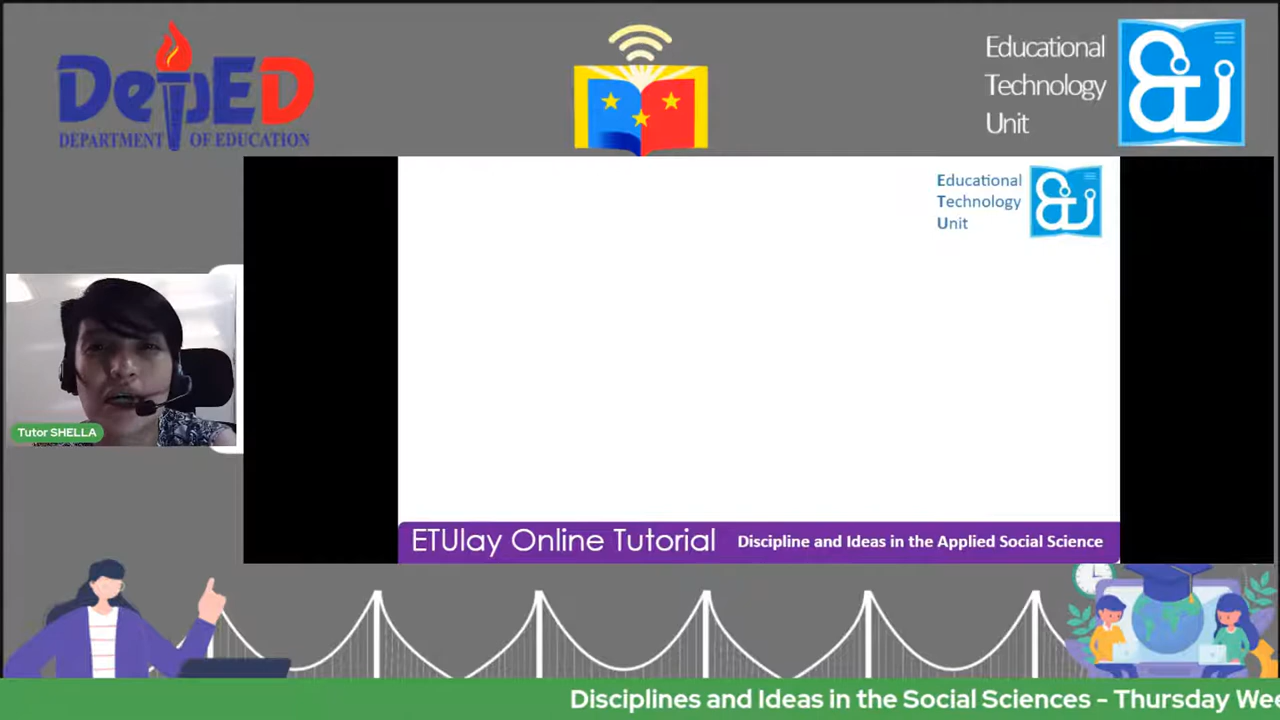 DepED
DEPARTMENT OF EDUCATION
Educational
Technology
Unit
Educational
Technology
Unit
Tutor SHELLA
ETUlay Online Tutorial
Discipline and Ideas in the Applied Social Science
Disciplines and Ideas in the Social Sciences - Thursday Wee